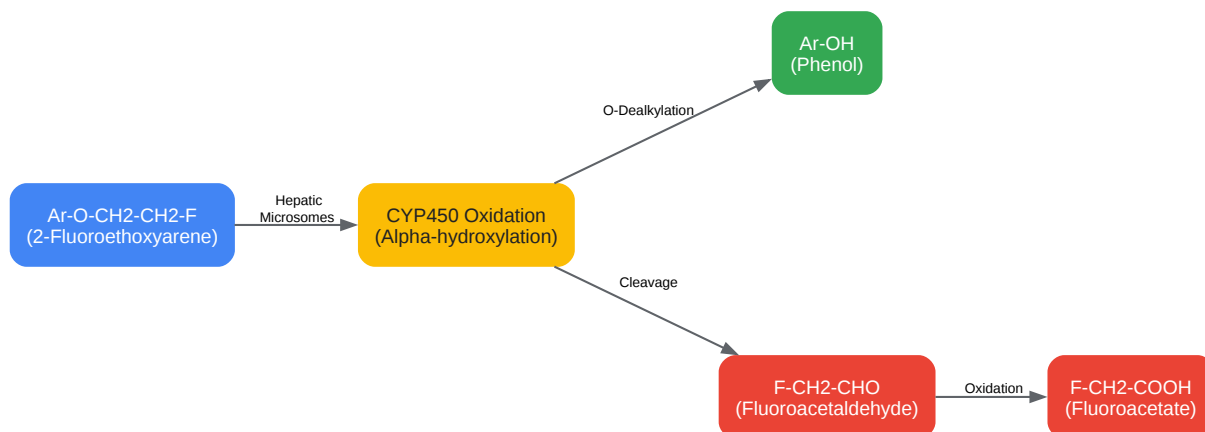 Ar-OH
(Phenol)
O-Dealkylation
Hepatic
Microsomes
Ar-O-CH2-CH2-F
(2-Fluoroethoxyarene)
CYP450 Oxidation
(Alpha-hydroxylation)
Cleavage
F-CH2-CHO
(Fluoroacetaldehyde)
Oxidation
F-CH2-COOH
(Fluoroacetate)